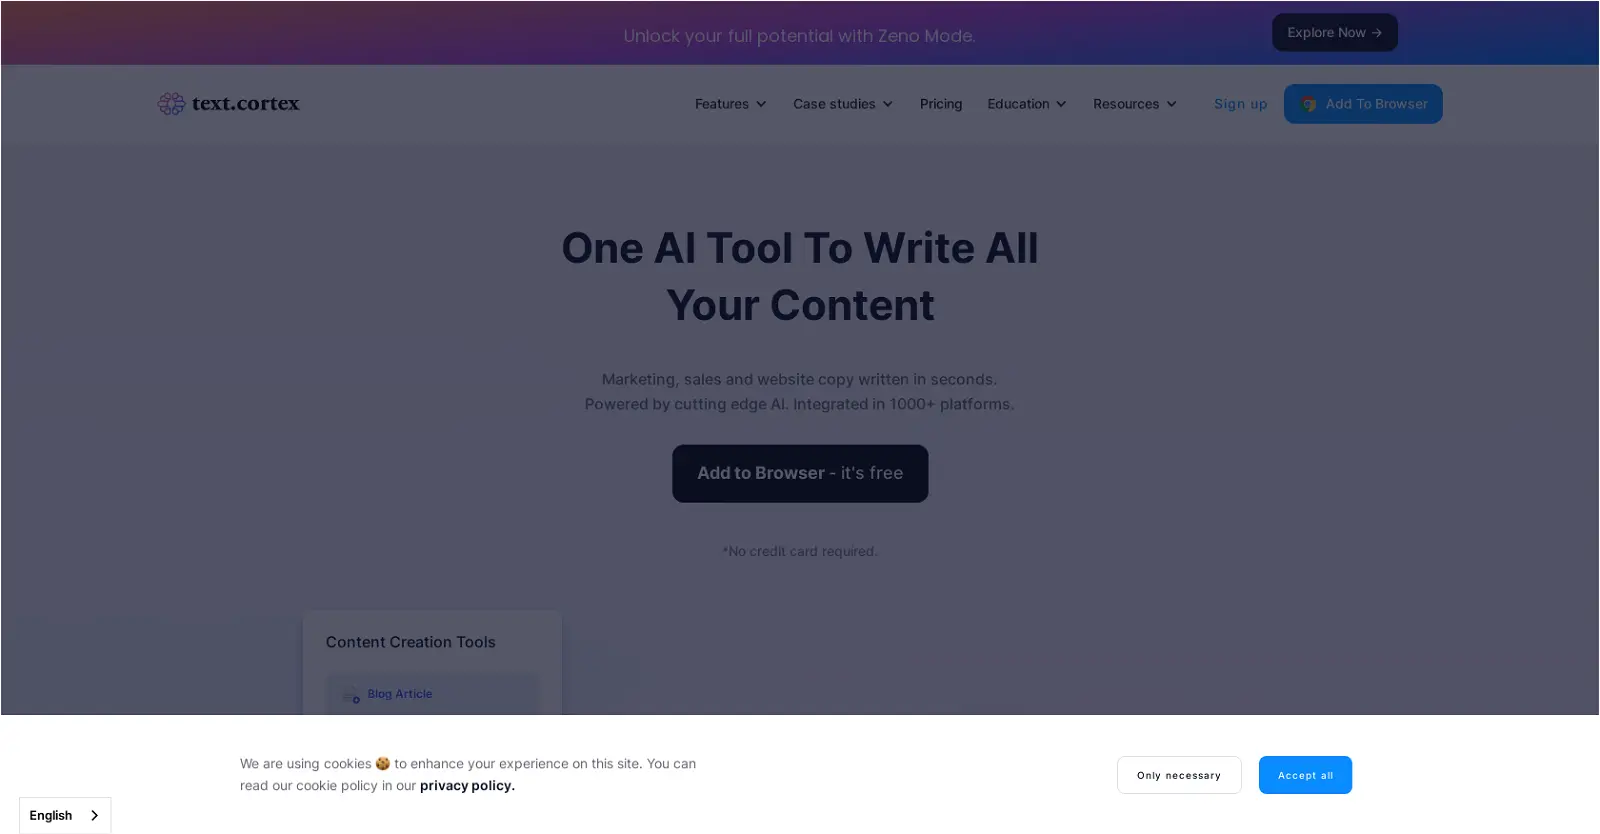 Unlock your full potential with Zeno Mode.
Explore Now →
text.cortex
Features
Case studies
Pricing
Education
Resources
Sign up
Add To Browser
One AI Tool To Write All
Your Content
Marketing, sales and website copy written in seconds.
Powered by cutting edge AI. Integrated in 1000+ platforms.
Add to Browser - it's free
*No credit card required.
Content Creation Tools
Blog Article
We are using cookies 🍪 to enhance your experience on this site. You can
read our cookie policy in our privacy policy.
Only necessary
Accept all
English